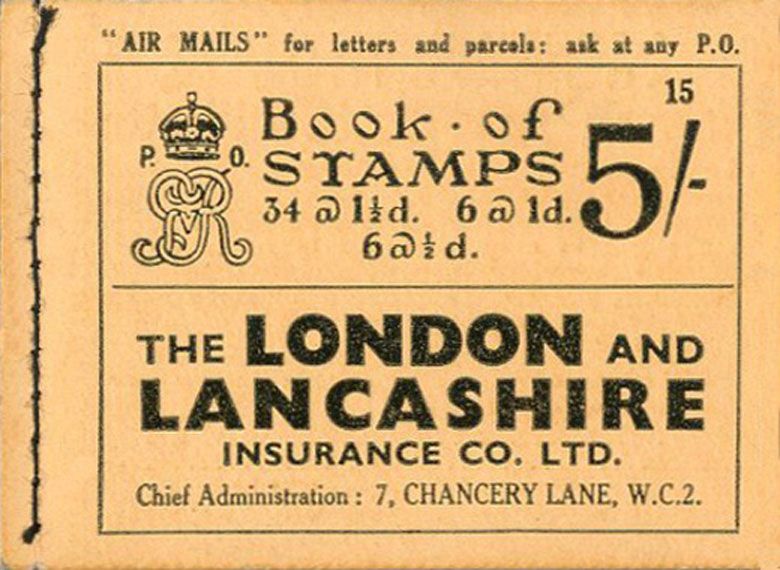 "AIR MAILS" for letters and parcels: ask at any P.O.
15
Book · of
STAMPS
5/-
P. O.
GvR
34 @ 1½d. 6 @ 1d.
6 @ ½d.
THE LONDON AND
LANCASHIRE
INSURANCE CO. LTD.
Chief Administration : 7, CHANCERY LANE, W.C.2.